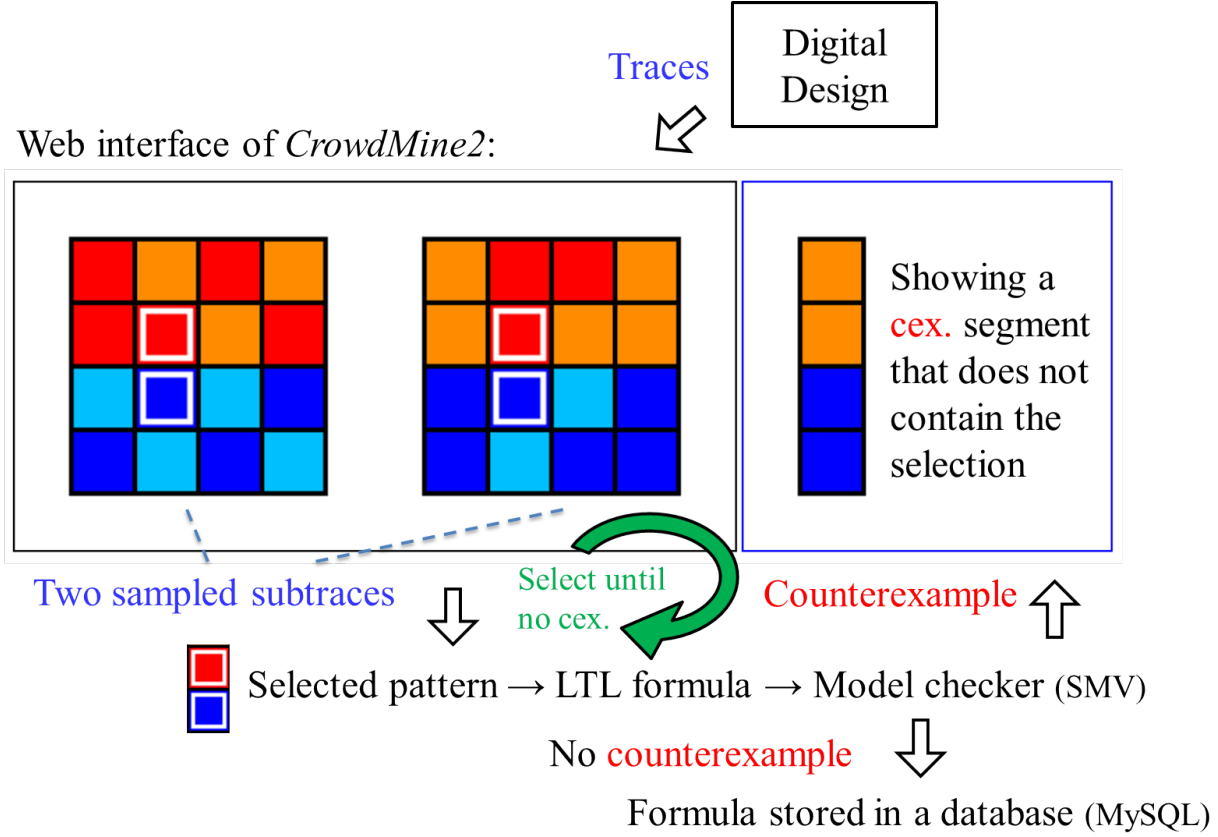 Digital
Design
Traces
Web interface of CrowdMine2:
Showing a
cex. segment
that does not
contain the
selection
Two sampled subtraces
Select until
no cex.
Counterexample
Selected pattern → LTL formula → Model checker (SMV)
No counterexample
Formula stored in a database (MySQL)